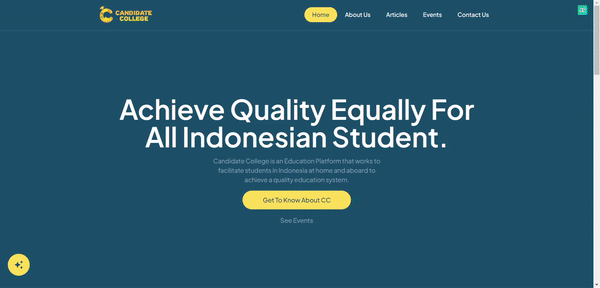 CANDIDATE
COLLEGE
Home
About Us
Articles
Events
Contact Us
Achieve Quality Equally For
All Indonesian Student.
Candidate College is an Education Platform that works to
facilitate students in Indonesia at home and aboard to
achieve a quality education system.
Get To Know About CC
See Events